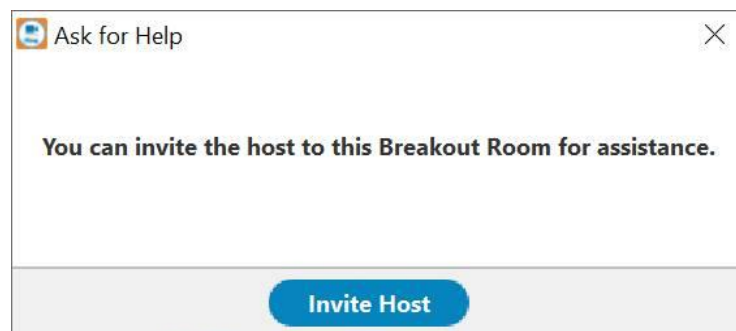 Ask for Help
You can invite the host to this Breakout Room for assistance.
Invite Host